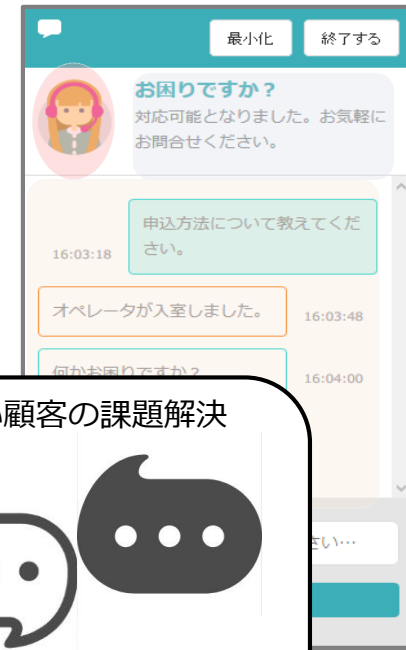 最小化 終了する
お困りですか？
対応可能となりました。お気軽に
お問合せください。
申込方法について教えてくだ
さい。
16:03:18
オペレータが入室しました。
16:03:48
何かお困りですか？
16:04:00
顧客の課題解決
さい…